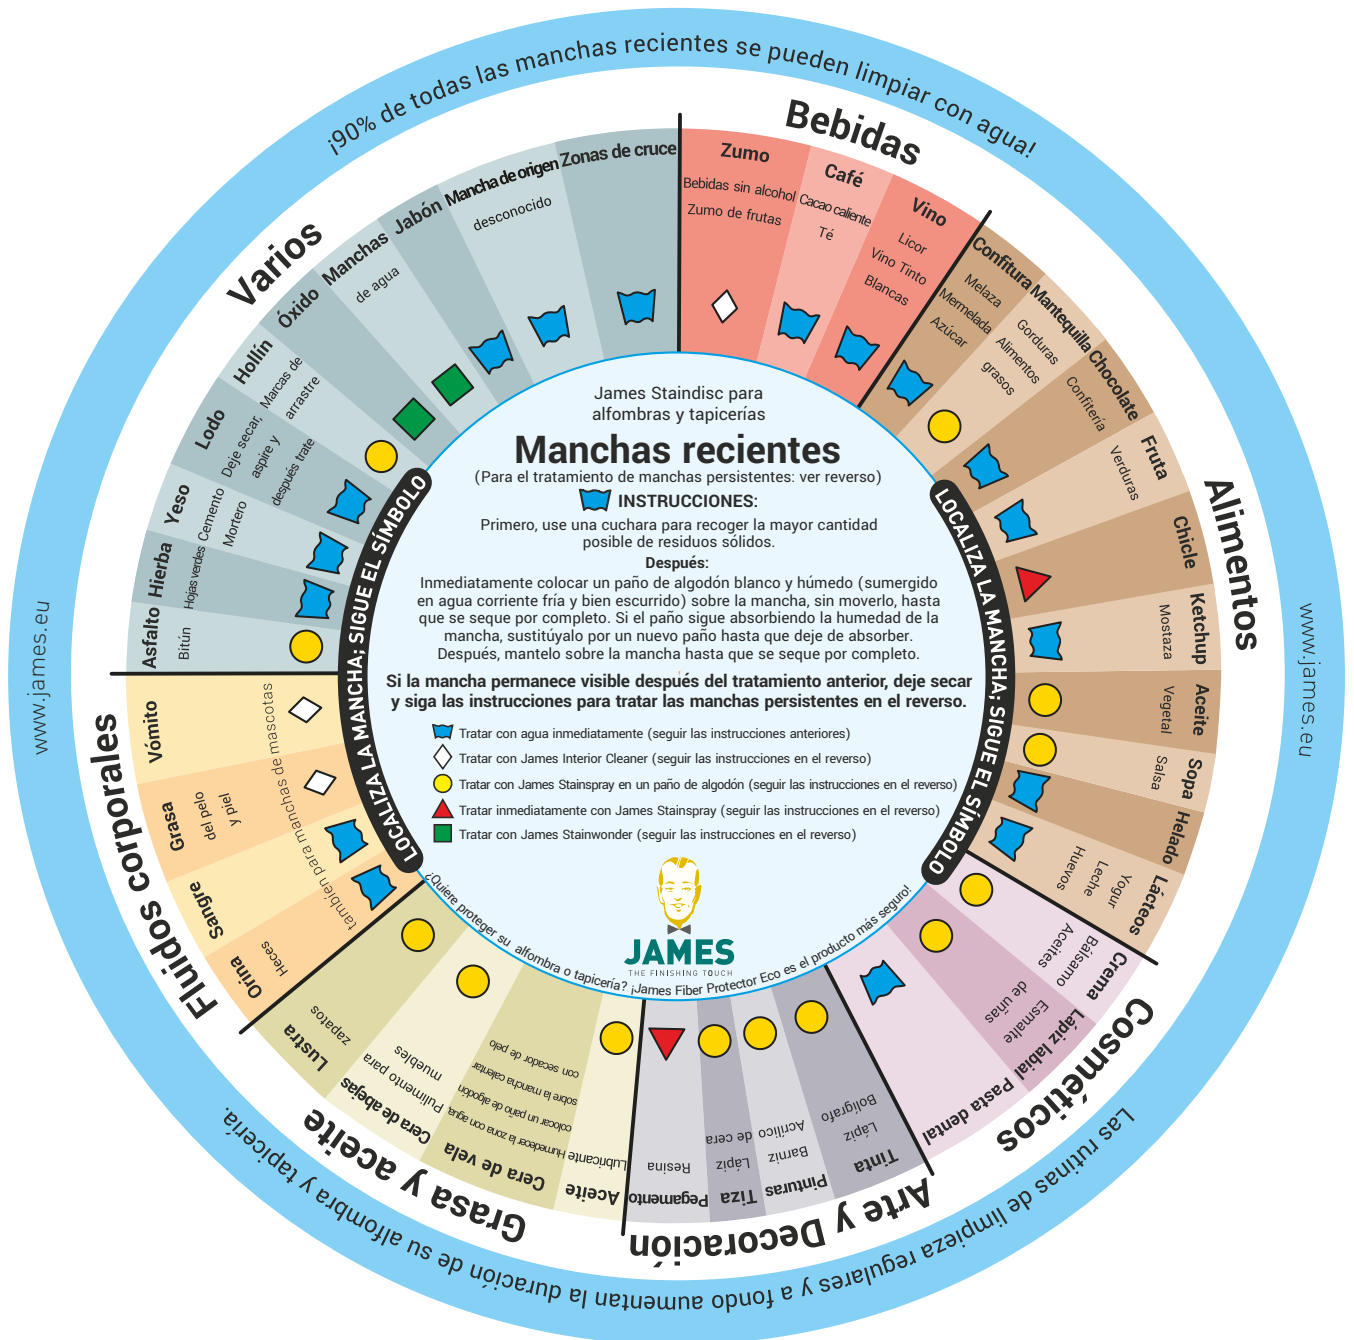 ¡90% de todas las manchas recientes se pueden limpiar con agua!
www.james.eu
Las rutinas de limpieza regulares y a fondo aumentan la duración de su alfombra y tapicería.
www.james.eu
Bebidas
Zumo
Bebidas sin alcohol
Zumo de frutas
Café
Cacao caliente
Té
Vino
Licor
Vino Tinto
Blancas
Alimentos
Confitura
Melaza
Mermelada
Azúcar
Mantequilla
Gorduras
Alimentos
grasos
Chocolate
Confitería
Fruta
Verduras
Chicle
Ketchup
Mostaza
Aceite
Vegetal
Sopa
Salsa
Helado
Lácteos
Yogur
Leche
Huevos
Cosméticos
Crema
Bálsamo
Aceites
Lápiz labial
Esmalte
de uñas
Pasta dental
Arte y Decoración
Tinta
Lápiz
Bolígrafo
Pinturas
Barniz
Acrílico
Tiza
Lápiz
de cera
Pegamento
Resina
Grasa y aceite
Aceite
Lubricante
Cera de vela
Humedecer la zona con agua,
colocar un paño de algodón
sobre la mancha calentar
con secador de pelo
Cera de abejas
Pulimento para
muebles
Lustra
zapatos
Fluidos corporales
Orina
Heces
Sangre
Grasa
del pelo
y piel
Vómito
también para manchas de mascotas
Varios
Asfalto
Bitún
Hierba
Hojas verdes
Yeso
Cemento
Mortero
Lodo
Deje secar,
aspire y
después trate
Hollín
Marcas de
arrastre
Óxido
Manchas
de agua
Jabón
Mancha de origen
desconocido
Zonas de cruce
LOCALIZA LA MANCHA; SIGUE EL SÍMBOLO
LOCALIZA LA MANCHA; SIGUE EL SÍMBOLO
James Staindisc para
alfombras y tapicerías
Manchas recientes
(Para el tratamiento de manchas persistentes: ver reverso)
INSTRUCCIONES:
Primero, use una cuchara para recoger la mayor cantidad
posible de residuos sólidos.
Después:
Inmediatamente colocar un paño de algodón blanco y húmedo (sumergido
en agua corriente fría y bien escurrido) sobre la mancha, sin moverlo, hasta
que se seque por completo. Si el paño sigue absorbiendo la humedad de la
mancha, sustitúyalo por un nuevo paño hasta que deje de absorber.
Después, mantelo sobre la mancha hasta que se seque por completo.
Si la mancha permanece visible después del tratamiento anterior, deje secar
y siga las instrucciones para tratar las manchas persistentes en el reverso.
Tratar con agua inmediatamente (seguir las instrucciones anteriores)
Tratar con James Interior Cleaner (seguir las instrucciones en el reverso)
Tratar con James Stainspray en un paño de algodón (seguir las instrucciones en el reverso)
Tratar inmediatamente con James Stainspray (seguir las instrucciones en el reverso)
Tratar con James Stainwonder (seguir las instrucciones en el reverso)
JAMES
THE FINISHING TOUCH
¿Quiere proteger su alfombra o tapicería? ¡James Fiber Protector Eco es el producto más seguro!